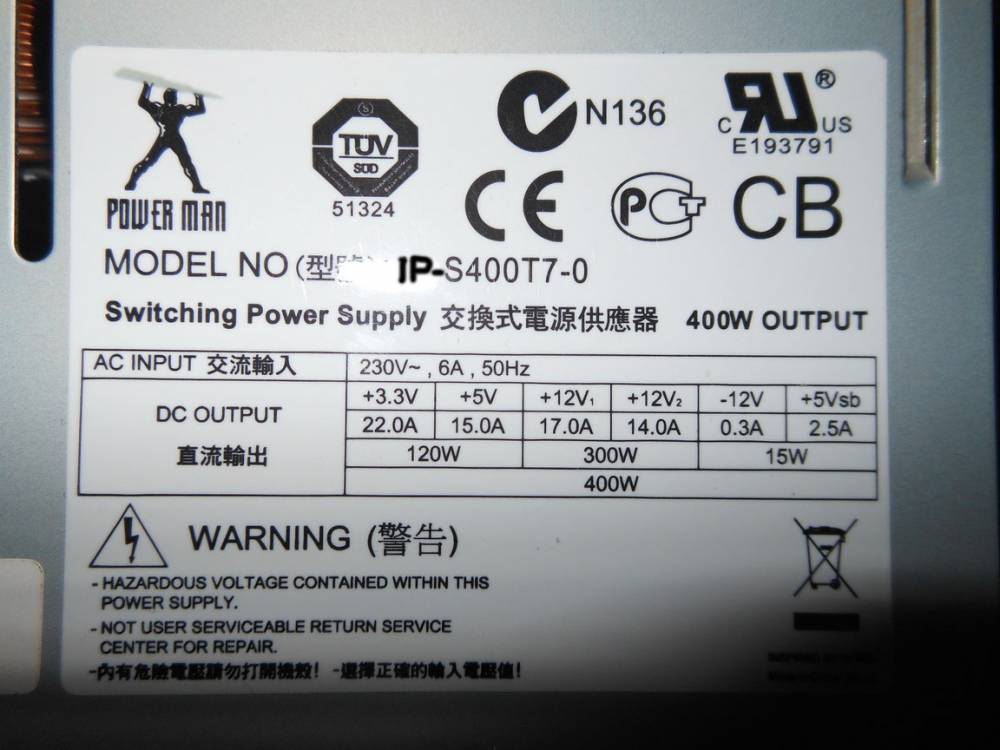 POWER MAN
TÜV
SÜD
51324
N136
C US ®
E193791
CE
PCT
CB
MODEL NO (型號): IP-S400T7-0
Switching Power Supply 交換式電源供應器 400W OUTPUT
AC INPUT 交流輸入 230V~ , 6A , 50Hz
DC OUTPUT 直流輸出
+3.3V +5V +12V₁ +12V₂ -12V +5Vsb
22.0A 15.0A 17.0A 14.0A 0.3A 2.5A
120W 300W 15W
400W
WARNING (警告)
- HAZARDOUS VOLTAGE CONTAINED WITHIN THIS
POWER SUPPLY.
- NOT USER SERVICEABLE RETURN SERVICE
CENTER FOR REPAIR.
-內有危險電壓請勿打開機殼! -選擇正確的輸入電壓值!